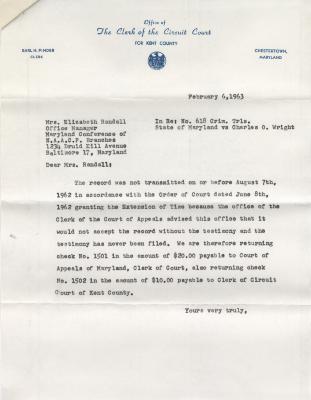 Office of
The Clerk of the Circuit Court
FOR KENT COUNTY
EARL H. PINDER
CLERK
CHESTERTOWN,
MARYLAND
February 6,1963
Mrs. Elizabeth Randall
Office Manager
Maryland Conference of
N.A.A.C.P. Branches
1234 Druid Hill Avenue
Baltimore 17, Maryland
In Re: No. 618 Crim. Trls.
State of Maryland vs Charles O. Wright
Dear Mrs. Randall:
The record was not transmitted on or before August 7th,
1962 in accordance with the Order of Court dated June 8th,
1962 granting the Extension of Time because the office of
the Clerk of the Court of Appeals advised this office that it
would not accept the record without the testimony and the
testimony has never been filed. We are therefore returning
check No. 1501 in the amount of $20.00 payable to Court of
Appeals of Maryland, Clerk of Court, also returning check
No. 1502 in the amount of $10.00 payable to Clerk of Circuit
Court of Kent County.
Yours very truly,